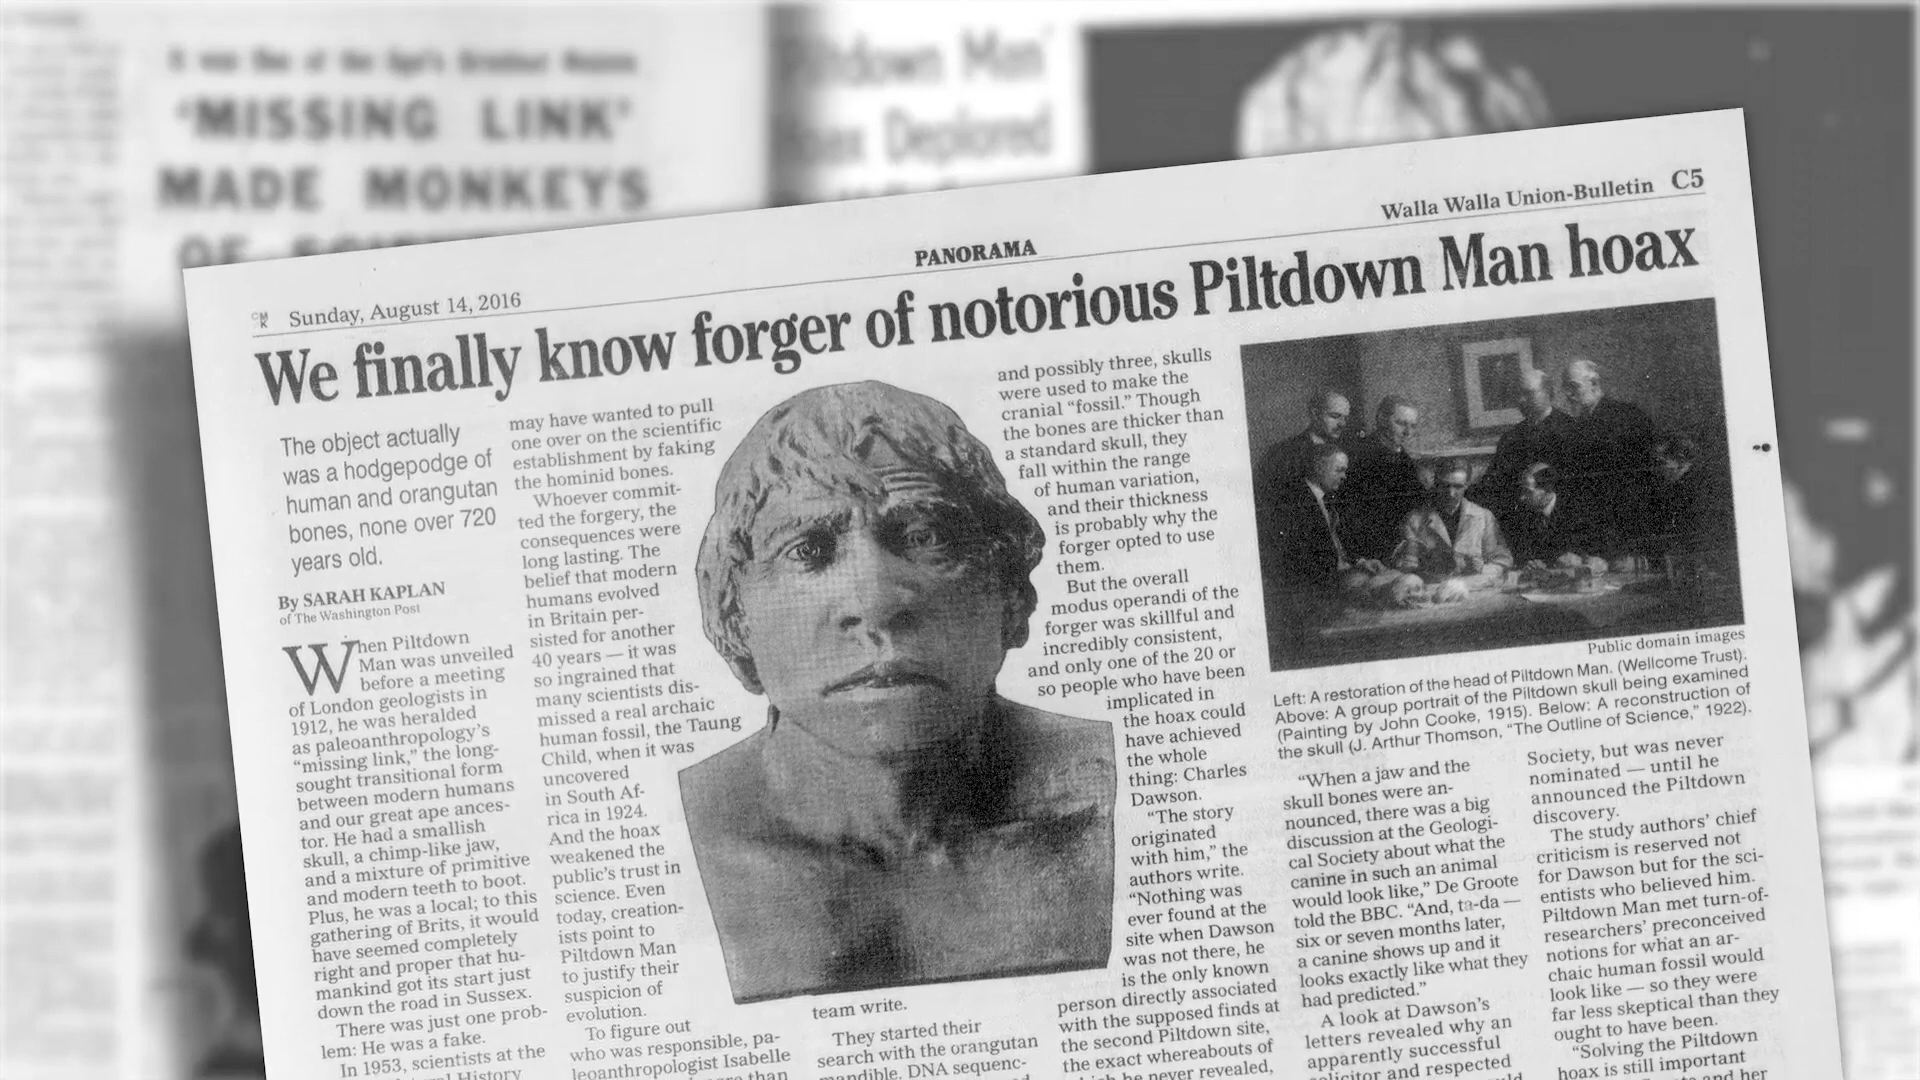 'MISSING LINK'
MADE MONKEYS
Man'
Deplored
Walla Walla Union-Bulletin C5
PANORAMA
Sunday, August 14, 2016
We finally know forger of notorious Piltdown Man hoax
The object actually
was a hodgepodge of
human and orangutan
bones, none over 720
years old.
By SARAH KAPLAN
of The Washington Post
When Piltdown
Man was unveiled
before a meeting
of London geologists in
1912, he was heralded
as paleoanthropology's
"missing link," the long-
sought transitional form
between modern humans
and our great ape ances-
tor. He had a smallish
skull, a chimp-like jaw,
and a mixture of primitive
and modern teeth to boot.
Plus, he was a local; to this
gathering of Brits, it would
have seemed completely
right and proper that hu-
mankind got its start just
down the road in Sussex.
There was just one prob-
lem: He was a fake.
In 1953, scientists at the
History
may have wanted to pull
one over on the scientific
establishment by faking
the hominid bones.
Whoever commit-
ted the forgery, the
consequences were
long lasting. The
belief that modern
humans evolved
in Britain per-
sisted for another
40 years — it was
so ingrained that
many scientists dis-
missed a real archaic
human fossil, the Taung
Child, when it was
uncovered
in South Af-
rica in 1924.
And the hoax
weakened the
public's trust in
science. Even
today, creation-
ists point to
Piltdown Man
to justify their
suspicion of
evolution.
To figure out
who was responsible, pa-
leoanthropologist Isabelle
than
team write.
They started their
search with the orangutan
mandible. DNA sequenc-
and possibly three, skulls
were used to make the
cranial "fossil." Though
the bones are thicker than
a standard skull, they
fall within the range
of human variation,
and their thickness
is probably why the
forger opted to use
them.
But the overall
modus operandi of the
forger was skillful and
incredibly consistent,
and only one of the 20 or
so people who have been
implicated in
the hoax could
have achieved
the whole
thing: Charles
Dawson.
"The story
originated
with him," the
authors write.
"Nothing was
ever found at the
site when Dawson
was not there, he
is the only known
person directly associated
with the supposed finds at
the second Piltdown site,
the exact whereabouts of
he never revealed,
Public domain images
Left: A restoration of the head of Piltdown Man. (Wellcome Trust).
Above: A group portrait of the Piltdown skull being examined
(Painting by John Cooke, 1915). Below: A reconstruction of
the skull (J. Arthur Thomson, "The Outline of Science," 1922).
"When a jaw and the
skull bones were an-
nounced, there was a big
discussion at the Geologi-
cal Society about what the
canine in such an animal
would look like," De Groote
told the BBC. "And, ta-da —
six or seven months later,
a canine shows up and it
looks exactly like what they
had predicted."
A look at Dawson's
letters revealed why an
apparently successful
solicitor and respected
Society, but was never
nominated — until he
announced the Piltdown
discovery.
The study authors' chief
criticism is reserved not
for Dawson but for the sci-
entists who believed him.
Piltdown Man met turn-of-
researchers' preconceived
notions for what an ar-
chaic human fossil would
look like — so they were
far less skeptical than they
ought to have been.
"Solving the Piltdown
hoax is still important
and her